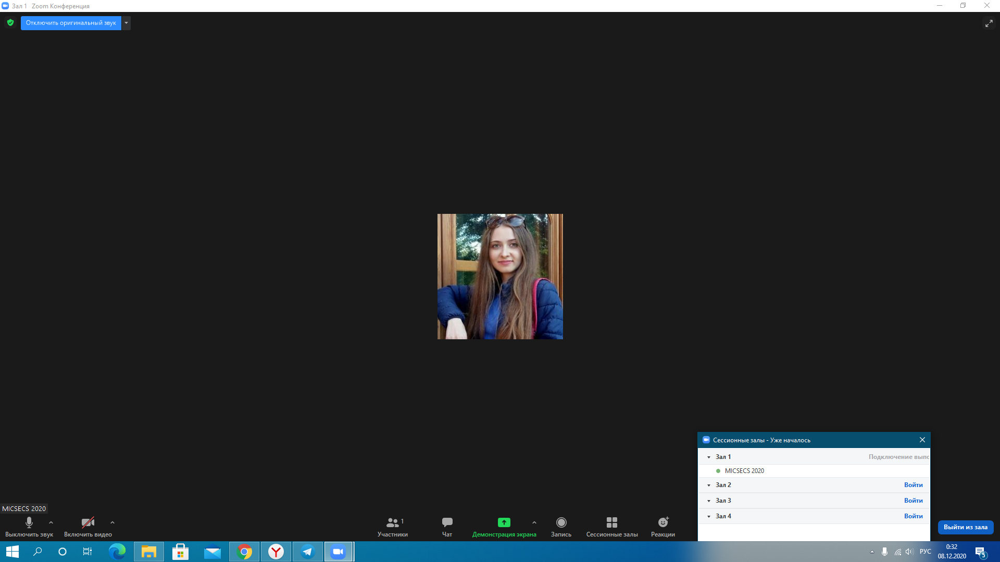 Зал 1 Zoom Конференция
Отключить оригинальный звук
Сессионные залы - Уже началось
Зал 1 Подключение выпо
MICSECS 2020
Зал 2 Войти
Зал 3 Войти
Зал 4 Войти
MICSECS 2020
1
Выключить звук Включить видео Участники Чат Демонстрация экрана Запись Сессионные залы Реакции
Выйти из зала
РУС
0:32
08.12.2020
5